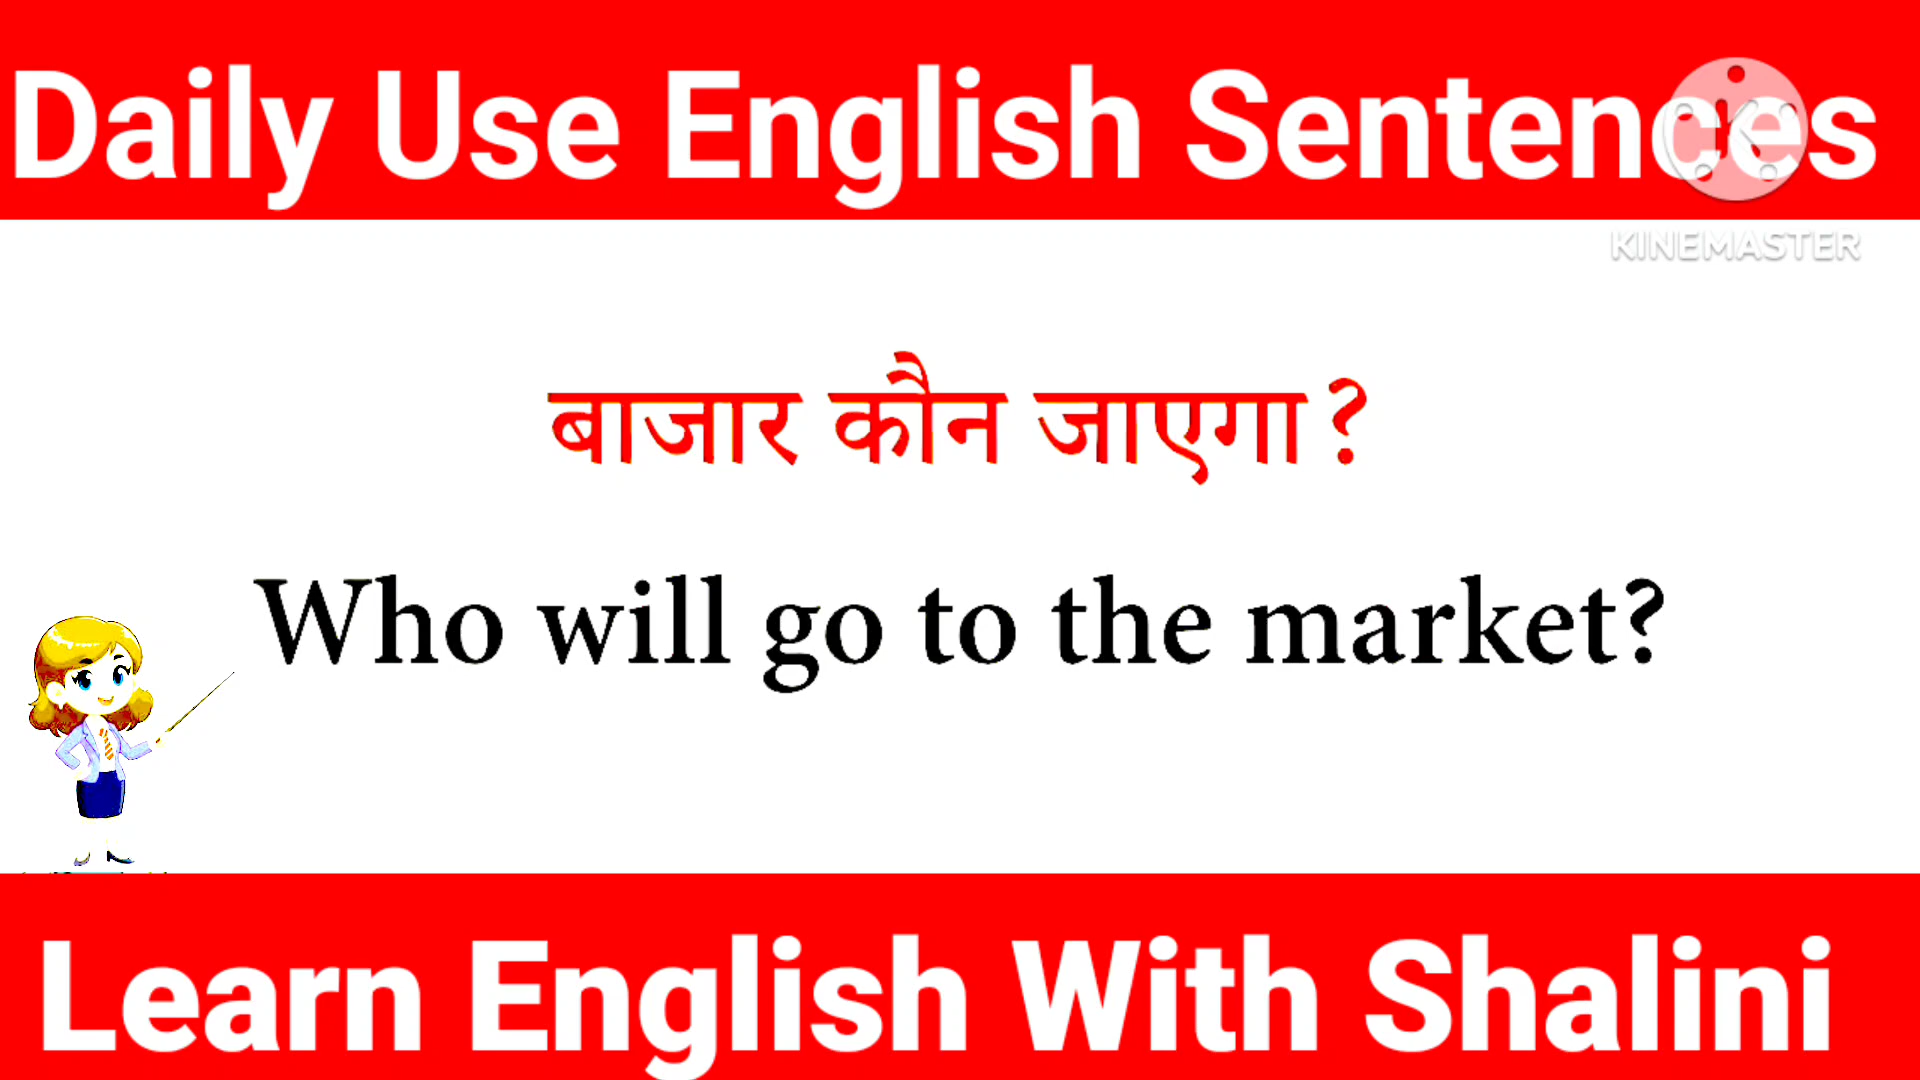 Daily Use English Sentences
KINEMASTER
बाजार कौन जाएगा?
Who will go to the market?
Learn English With Shalini